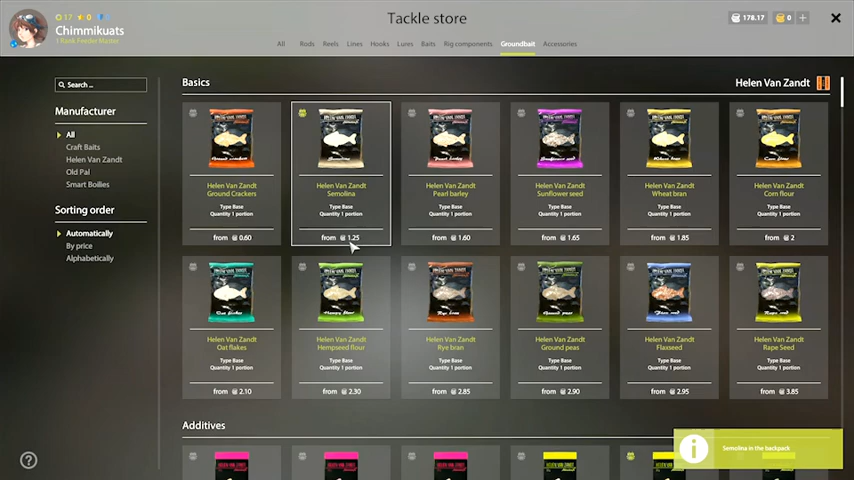 Tackle store
17 0
Chimmikuats
1 Rank Feeder Master
178.17 0 +
All Rods Reels Lines Hooks Lures Baits Rig components Groundbait Accessories
Search ...
Manufacturer
All
Craft Baits
Helen Van Zandt
Old Pal
Smart Boilies
Sorting order
Automatically
By price
Alphabetically
Basics
Helen Van Zandt
Helen Van Zandt
Ground Crackers
Type Base
Quantity 1 portion
from 0.60
Helen Van Zandt
Semolina
Type Base
Quantity 1 portion
from 1.25
Helen Van Zandt
Pearl barley
Type Base
Quantity 1 portion
from 1.60
Helen Van Zandt
Sunflower seed
Type Base
Quantity 1 portion
from 1.65
Helen Van Zandt
Wheat bran
Type Base
Quantity 1 portion
from 1.85
Helen Van Zandt
Corn flour
Type Base
Quantity 1 portion
from 2
Helen Van Zandt
Oat flakes
Type Base
Quantity 1 portion
from 2.10
Helen Van Zandt
Hempseed flour
Type Base
Quantity 1 portion
from 2.30
Helen Van Zandt
Rye bran
Type Base
Quantity 1 portion
from 2.85
Helen Van Zandt
Ground peas
Type Base
Quantity 1 portion
from 2.90
Helen Van Zandt
Flaxseed
Type Base
Quantity 1 portion
from 2.95
Helen Van Zandt
Rape Seed
Type Base
Quantity 1 portion
from 3.85
Additives
Semolina in the backpack
?